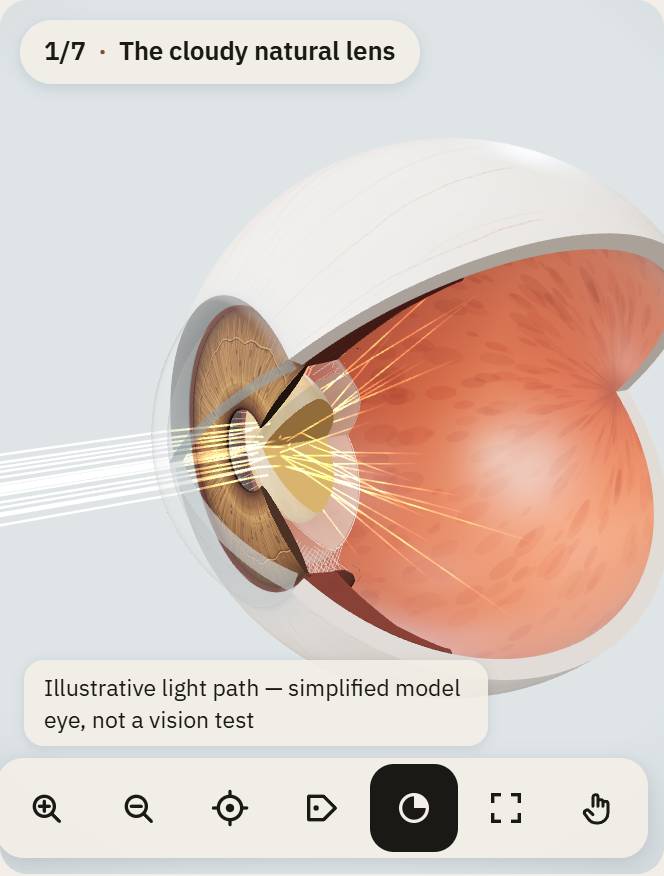 1/7 · The cloudy natural lens
Illustrative light path — simplified model
eye, not a vision test